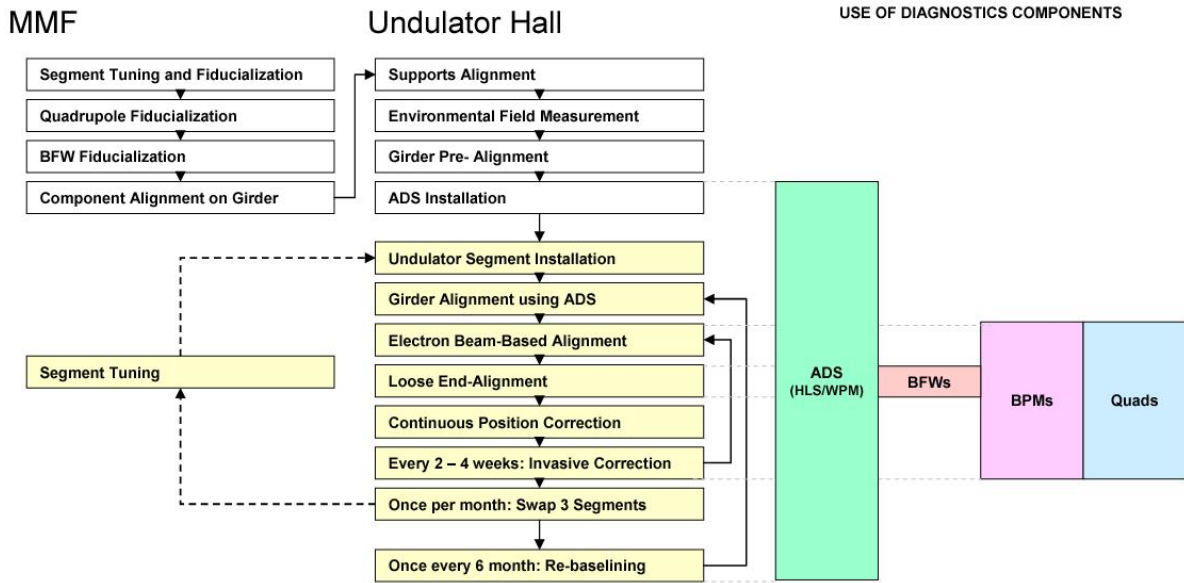 MMF
Undulator Hall
USE OF DIAGNOSTICS COMPONENTS
Segment Tuning and Fiducialization
Quadrupole Fiducialization
BFW Fiducialization
Component Alignment on Girder
Supports Alignment
Environmental Field Measurement
Girder Pre- Alignment
ADS Installation
Undulator Segment Installation
Girder Alignment using ADS
Electron Beam-Based Alignment
Loose End-Alignment
Continuous Position Correction
Every 2 – 4 weeks: Invasive Correction
Once per month: Swap 3 Segments
Once every 6 month: Re-baselining
Segment Tuning
ADS
(HLS/WPM)
BFWs
BPMs
Quads